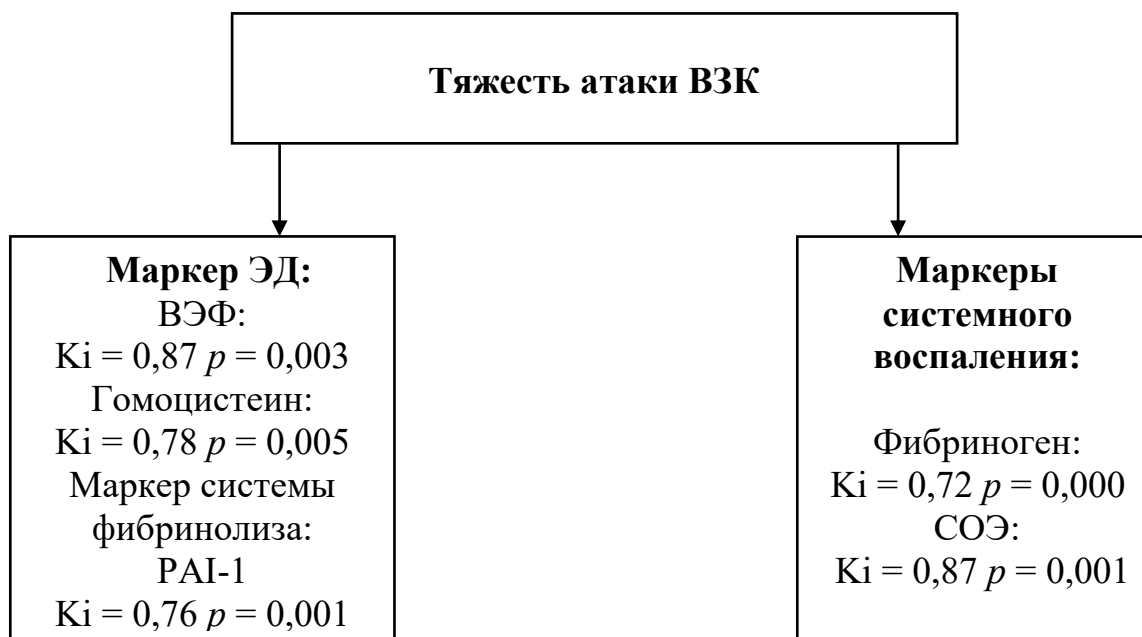 Тяжесть атаки ВЗК
Маркер ЭД:
ВЭФ:
Ki = 0,87 p = 0,003
Гомоцистеин:
Ki = 0,78 p = 0,005
Маркер системы
фибринолиза:
PAI-1
Ki = 0,76 p = 0,001
Маркеры
системного
воспаления:
Фибриноген:
Ki = 0,72 p = 0,000
СОЭ:
Ki = 0,87 p = 0,001